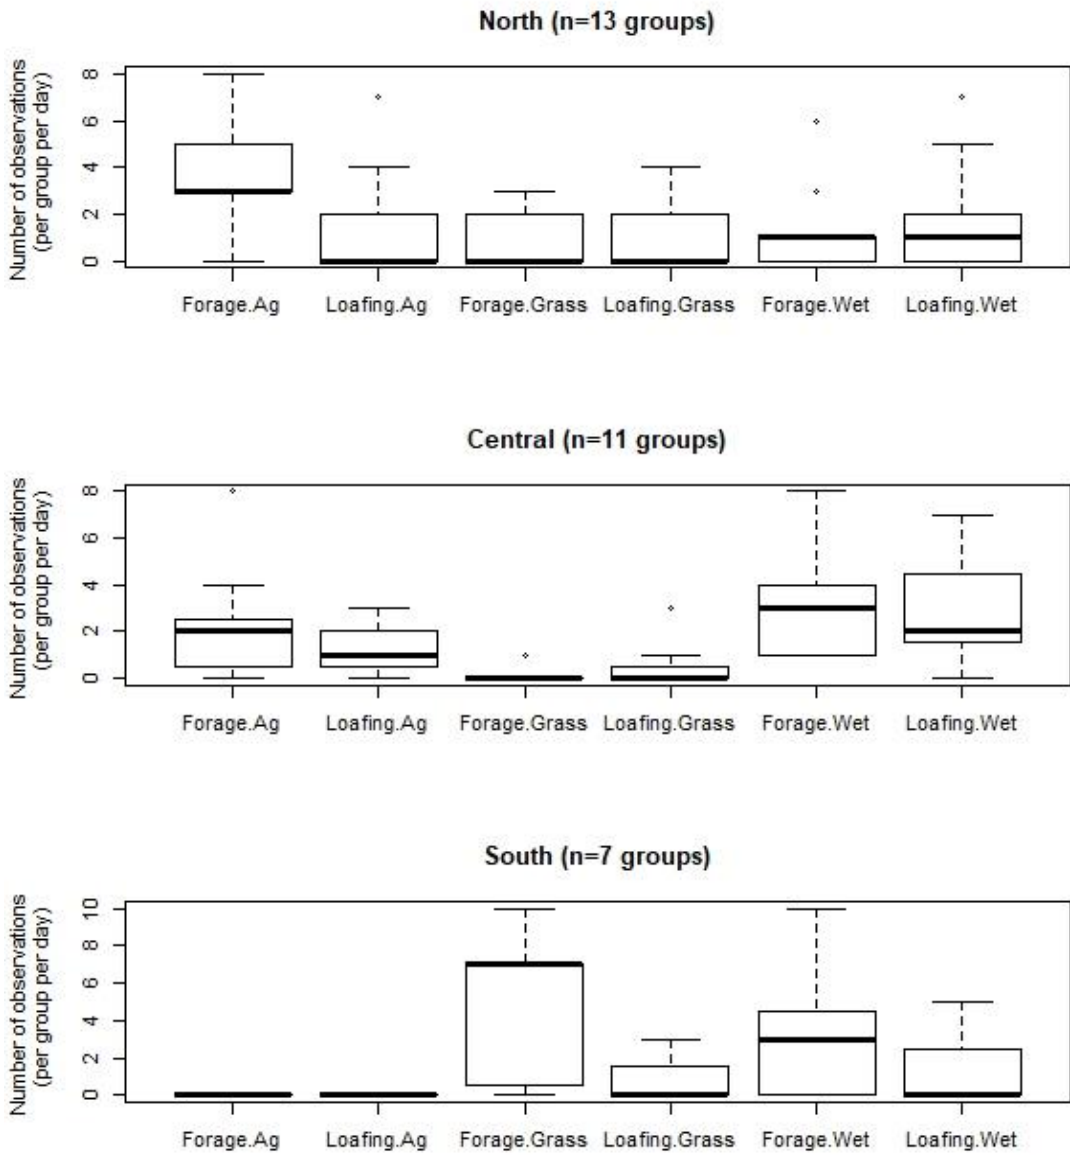 North (n=13 groups)
Number of observations
(per group per day)
8
6
4
2
0
Forage.Ag Loafing.Ag Forage.Grass Loafing.Grass Forage.Wet Loafing.Wet
Central (n=11 groups)
Number of observations
(per group per day)
8
6
4
2
0
Forage.Ag Loafing.Ag Forage.Grass Loafing.Grass Forage.Wet Loafing.Wet
South (n=7 groups)
Number of observations
(per group per day)
10
8
6
4
2
0
Forage.Ag Loafing.Ag Forage.Grass Loafing.Grass Forage.Wet Loafing.Wet